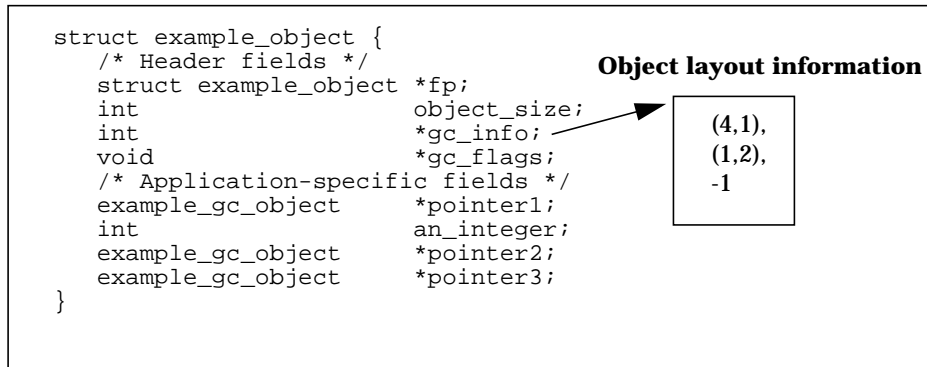 struct example_object {
/* Header fields */
struct example_object *fp;
int object_size;
int *gc_info;
void *gc_flags;
/* Application-specific fields */
example_gc_object *pointer1;
int an_integer;
example_gc_object *pointer2;
example_gc_object *pointer3;
}
Object layout information
(4,1),
(1,2),
-1